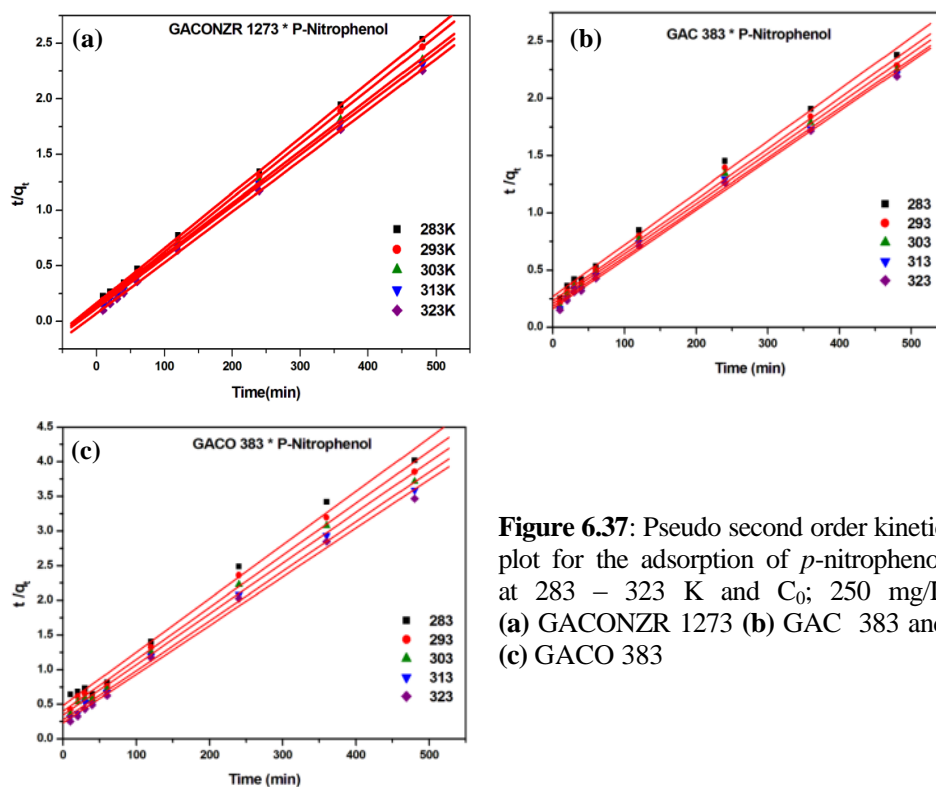 (a)
GACONZR 1273 * P-Nitrophenol
t/qt
2.5
2.0
1.5
1.0
0.5
0.0
283K
293K
303K
313K
323K
0 100 200 300 400 500
Time(min)
(b)
GAC 383 * P-Nitrophenol
t /qt
2.5
2.0
1.5
1.0
0.5
0.0
283
293
303
313
323
0 100 200 300 400 500
Time (min)
(c)
GACO 383 * P-Nitrophenol
t /qt
4.5
4.0
3.5
3.0
2.5
2.0
1.5
1.0
0.5
0.0
283
293
303
313
323
0 100 200 300 400 500
Time (min)
Figure 6.37: Pseudo second order kinetic
plot for the adsorption of p-nitrophenol
at 283 – 323 K and C0; 250 mg/L
(a) GACONZR 1273 (b) GAC 383 and
(c) GACO 383